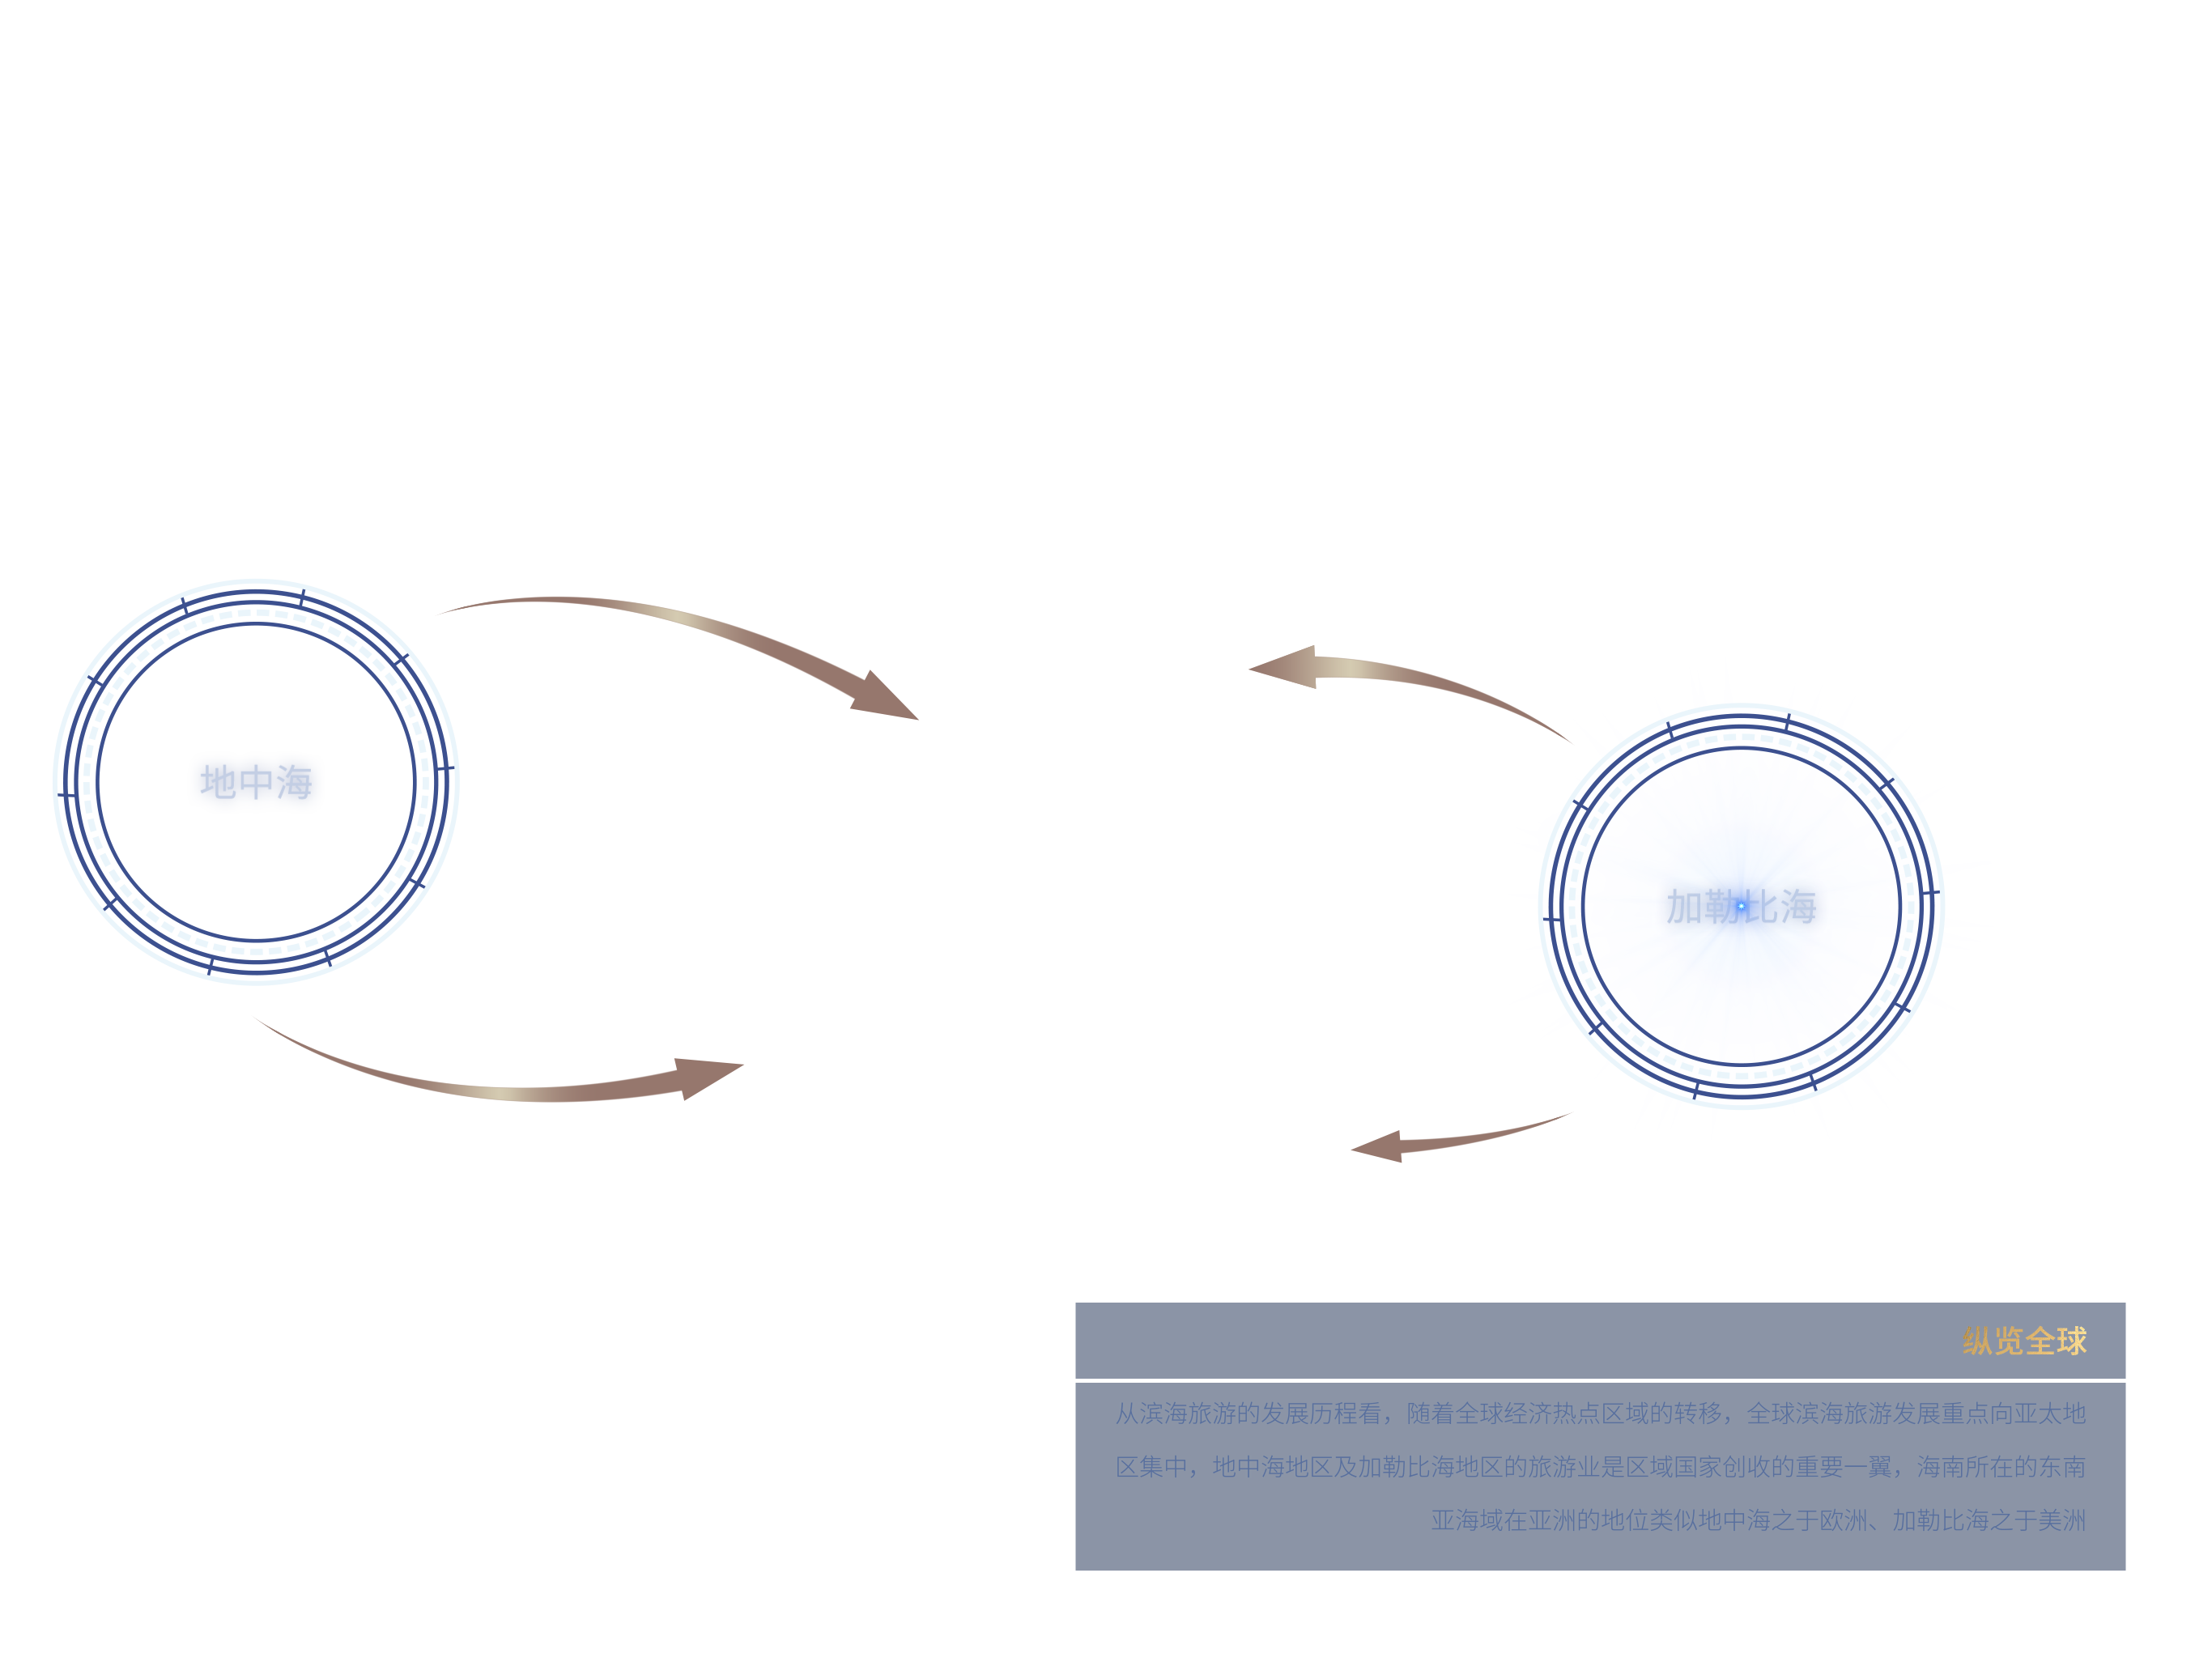 地中海
加勒比海
纵览全球
从滨海旅游的发展历程看，随着全球经济热点区域的转移，全球滨海旅游发展重点向亚太地
区集中，地中海地区及加勒比海地区的旅游业是区域国家创收的重要一翼，海南所在的东南
亚海域在亚洲的地位类似地中海之于欧洲、加勒比海之于美洲